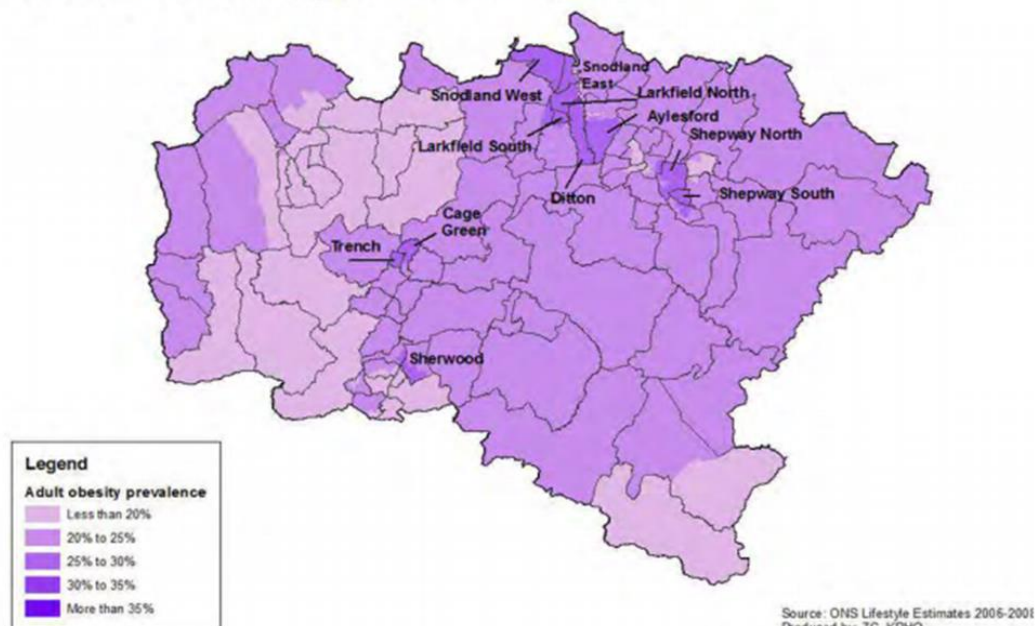 Snodland
East
Snodland West
Larkfield North
Aylesford
Shepway North
Larkfield South
Ditton
Shepway South
Cage
Green
Trench
Sherwood
Legend
Adult obesity prevalence
Less than 20%
20% to 25%
25% to 30%
30% to 35%
More than 35%
Source: ONS Lifestyle Estimates 2006-2008